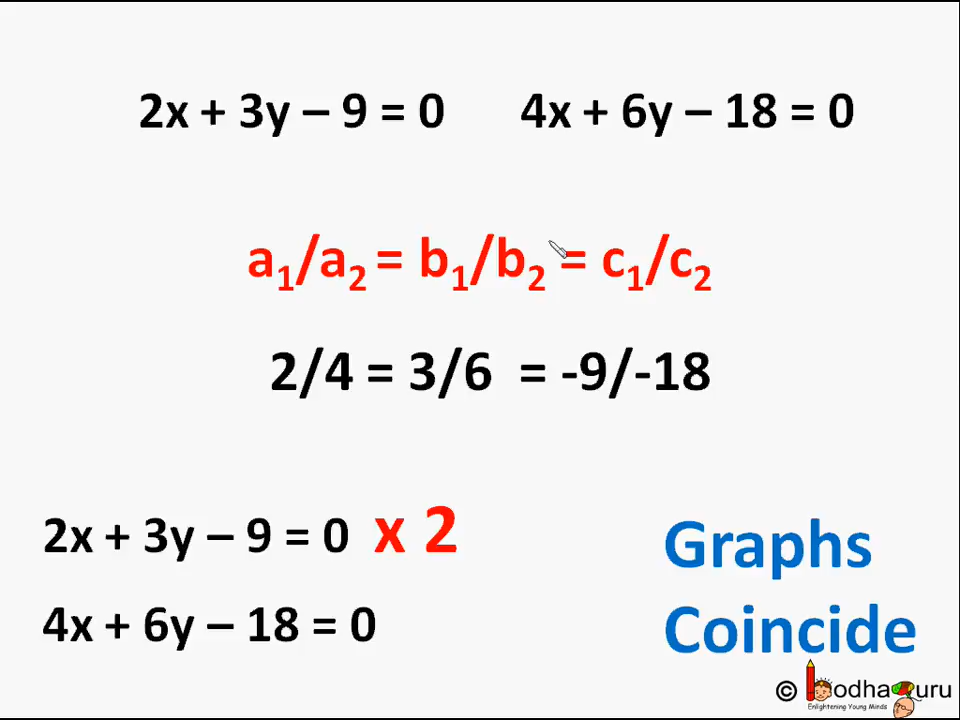 2x + 3y – 9 = 0 4x + 6y – 18 = 0
a₁/a₂ = b₁/b₂ = c₁/c₂
2/4 = 3/6 = -9/-18
2x + 3y – 9 = 0 x 2
4x + 6y – 18 = 0
Graphs
Coincide
© BodhaGuru
Enlightening Young Minds